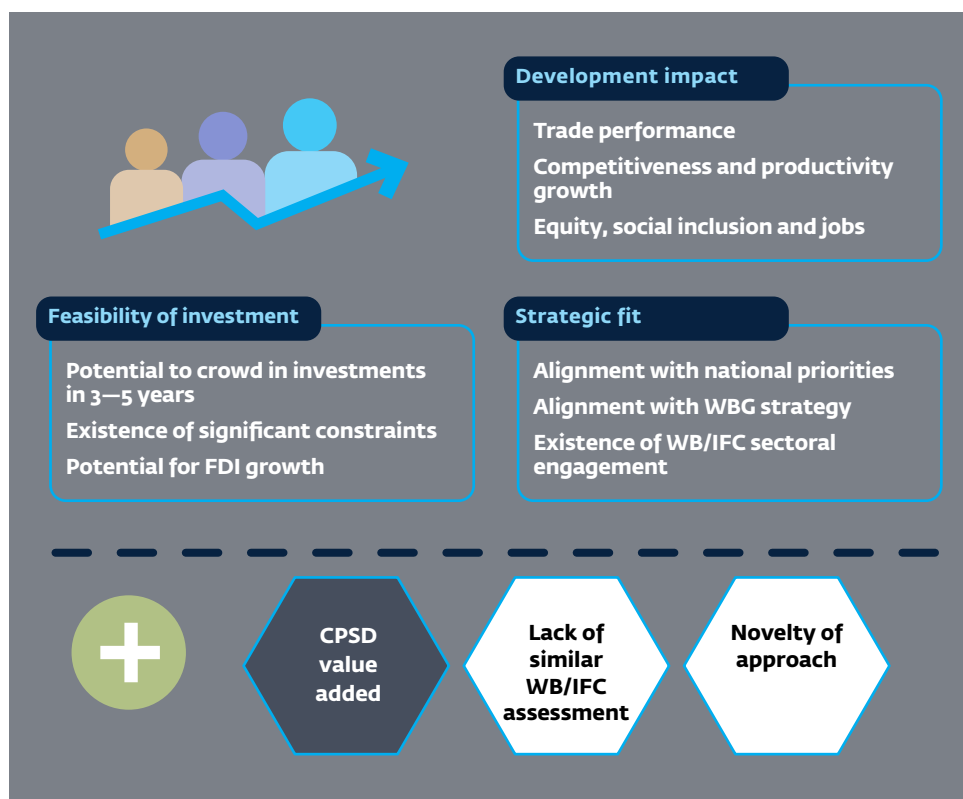 Development impact
Trade performance
Competitiveness and productivity
growth
Equity, social inclusion and jobs
Feasibility of investment
Potential to crowd in investments
in 3—5 years
Existence of significant constraints
Potential for FDI growth
Strategic fit
Alignment with national priorities
Alignment with WBG strategy
Existence of WB/IFC sectoral
engagement
CPSD
value
added
Lack of
similar
WB/IFC
assessment
Novelty of
approach